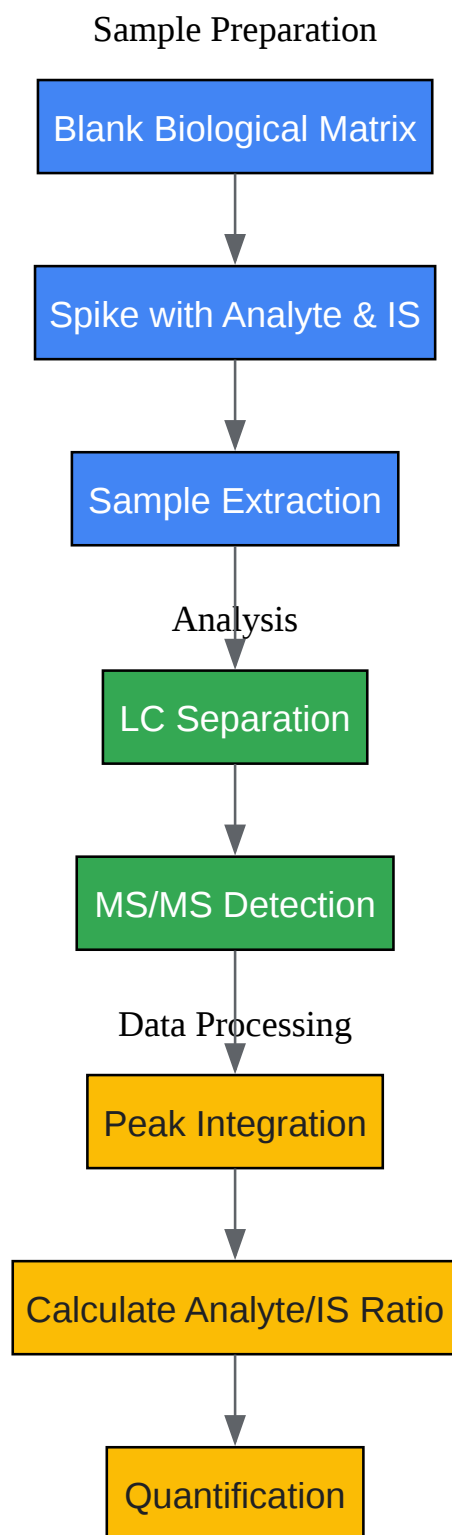 Sample Preparation
Blank Biological Matrix
Spike with Analyte & IS
Sample Extraction
Analysis
LC Separation
MS/MS Detection
Data Processing
Peak Integration
Calculate Analyte/IS Ratio
Quantification